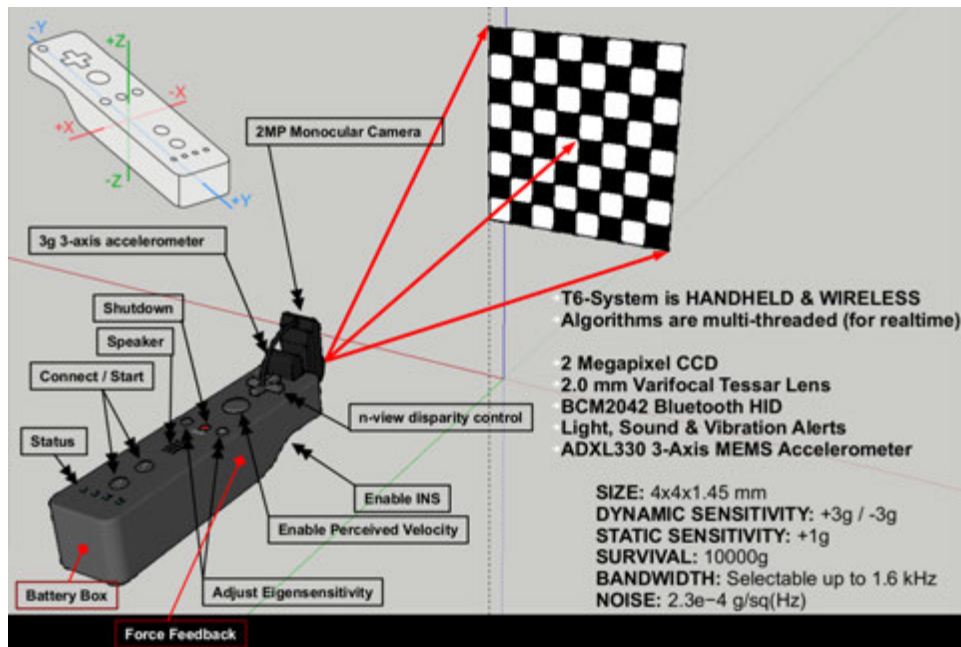 -Y
+Z
-X
+X
-Z
+Y
2MP Monocular Camera
3g 3-axis accelerometer
Shutdown
Speaker
Connect / Start
Status
n-view disparity control
Enable INS
Enable Perceived Velocity
Adjust Eigensensitivity
Battery Box
Force Feedback
T6-System is HANDHELD & WIRELESS
Algorithms are multi-threaded (for realtime)
2 Megapixel CCD
2.0 mm Varifocal Tessar Lens
BCM2042 Bluetooth HID
Light, Sound & Vibration Alerts
ADXL330 3-Axis MEMS Accelerometer
SIZE: 4x4x1.45 mm
DYNAMIC SENSITIVITY: +3g / -3g
STATIC SENSITIVITY: +1g
SURVIVAL: 10000g
BANDWIDTH: Selectable up to 1.6 kHz
NOISE: 2.3e−4 g/sq(Hz)